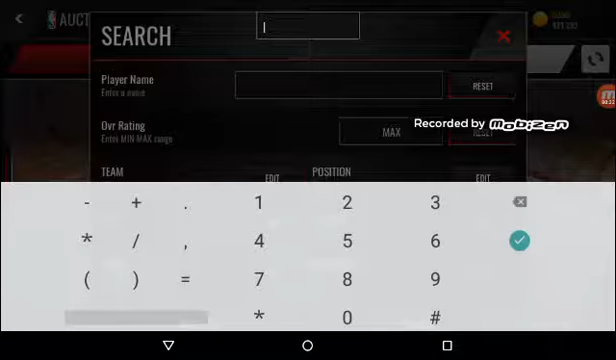 AUCT
SEARCH
Player Name
Enter a name
RESET
Ovr Rating
Enter MIN MAX range
MAX
RESET
Recorded by MOBIZEN
TEAM
EDIT
POSITION
EDIT
- + . 1 2 3
* / , 4 5 6
( ) = 7 8 9
* 0 #